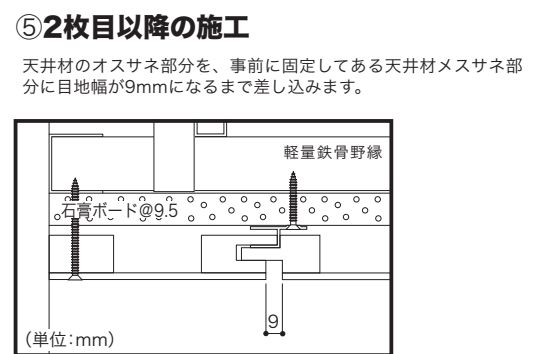 ⑤2枚目以降の施工
天井材のオスサネ部分を、事前に固定してある天井材メスサネ部
分に目地幅が9mmになるまで差し込みます。
軽量鉄骨野縁
石膏ボード@9.5
9
(単位:mm)